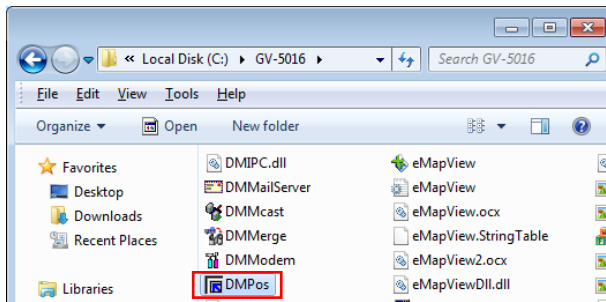 « Local Disk (C:) ▸ GV-5016 ▸ Search GV-5016
File Edit View Tools Help
Organize ▼ Open New folder
Favorites
Desktop
Downloads
Recent Places
Libraries
DMIPC.dll
DMMailServer
DMMcast
DMMerge
DMModem
DMPos
eMapView
eMapView
eMapView.ocx
eMapView.StringTable
eMapView2.ocx
eMapViewDll.dll